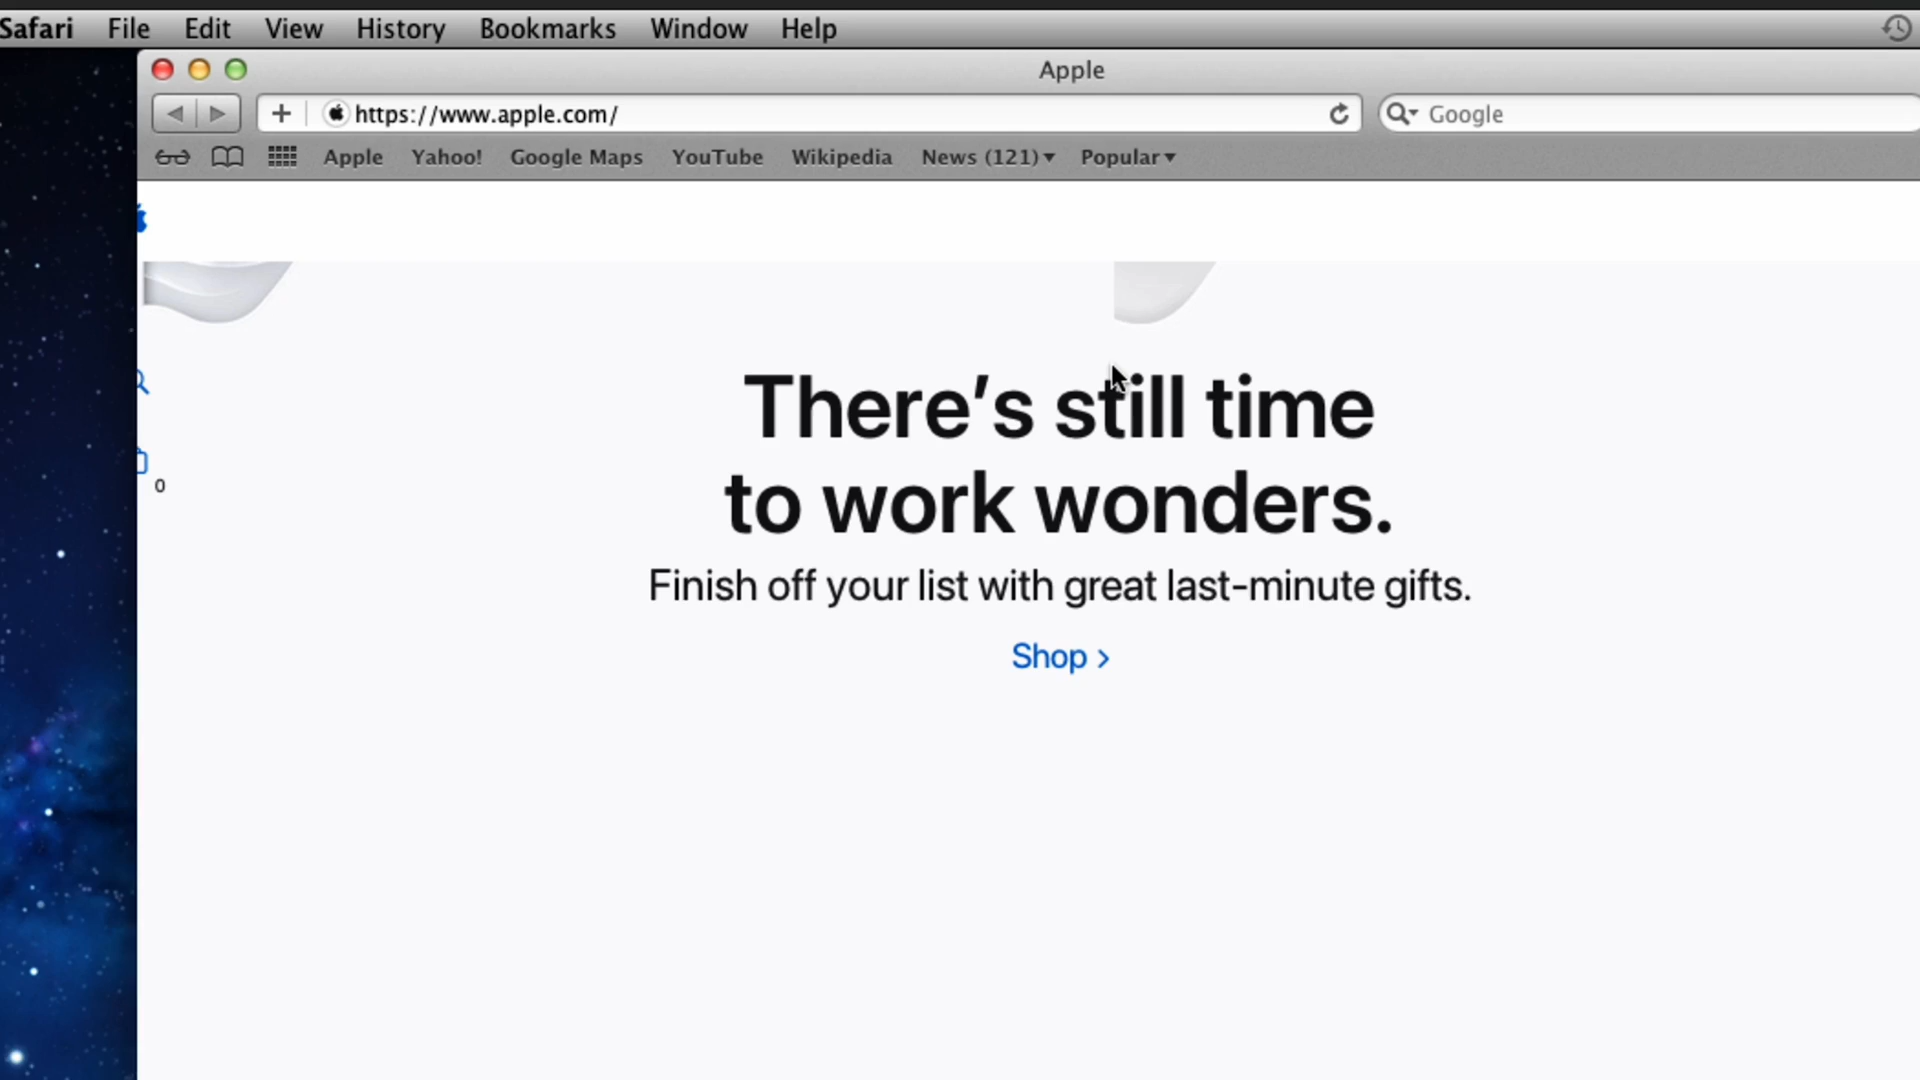 Safari File Edit View History Bookmarks Window Help
Apple
https://www.apple.com/ Google
Apple Yahoo! Google Maps YouTube Wikipedia News (121) Popular
0
There's still time
to work wonders.
Finish off your list with great last-minute gifts.
Shop >